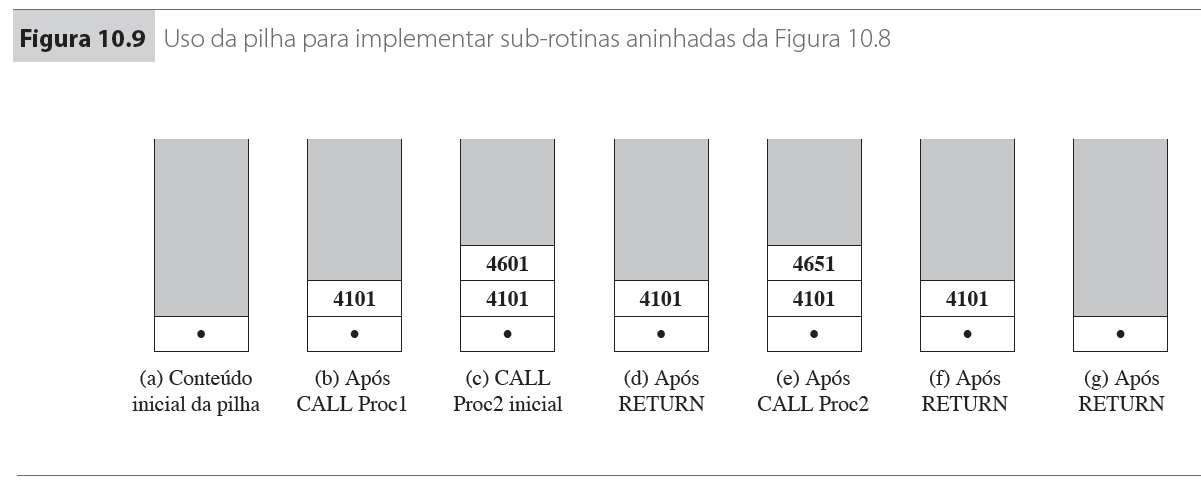 Figura 10.9 Uso da pilha para implementar sub-rotinas aninhadas da Figura 10.8
4601 4651
4101 4101 4101 4101 4101
• • • • • • •
(a) Conteúdo (b) Após (c) CALL (d) Após (e) Após (f) Após (g) Após
inicial da pilha CALL Proc1 Proc2 inicial RETURN CALL Proc2 RETURN RETURN